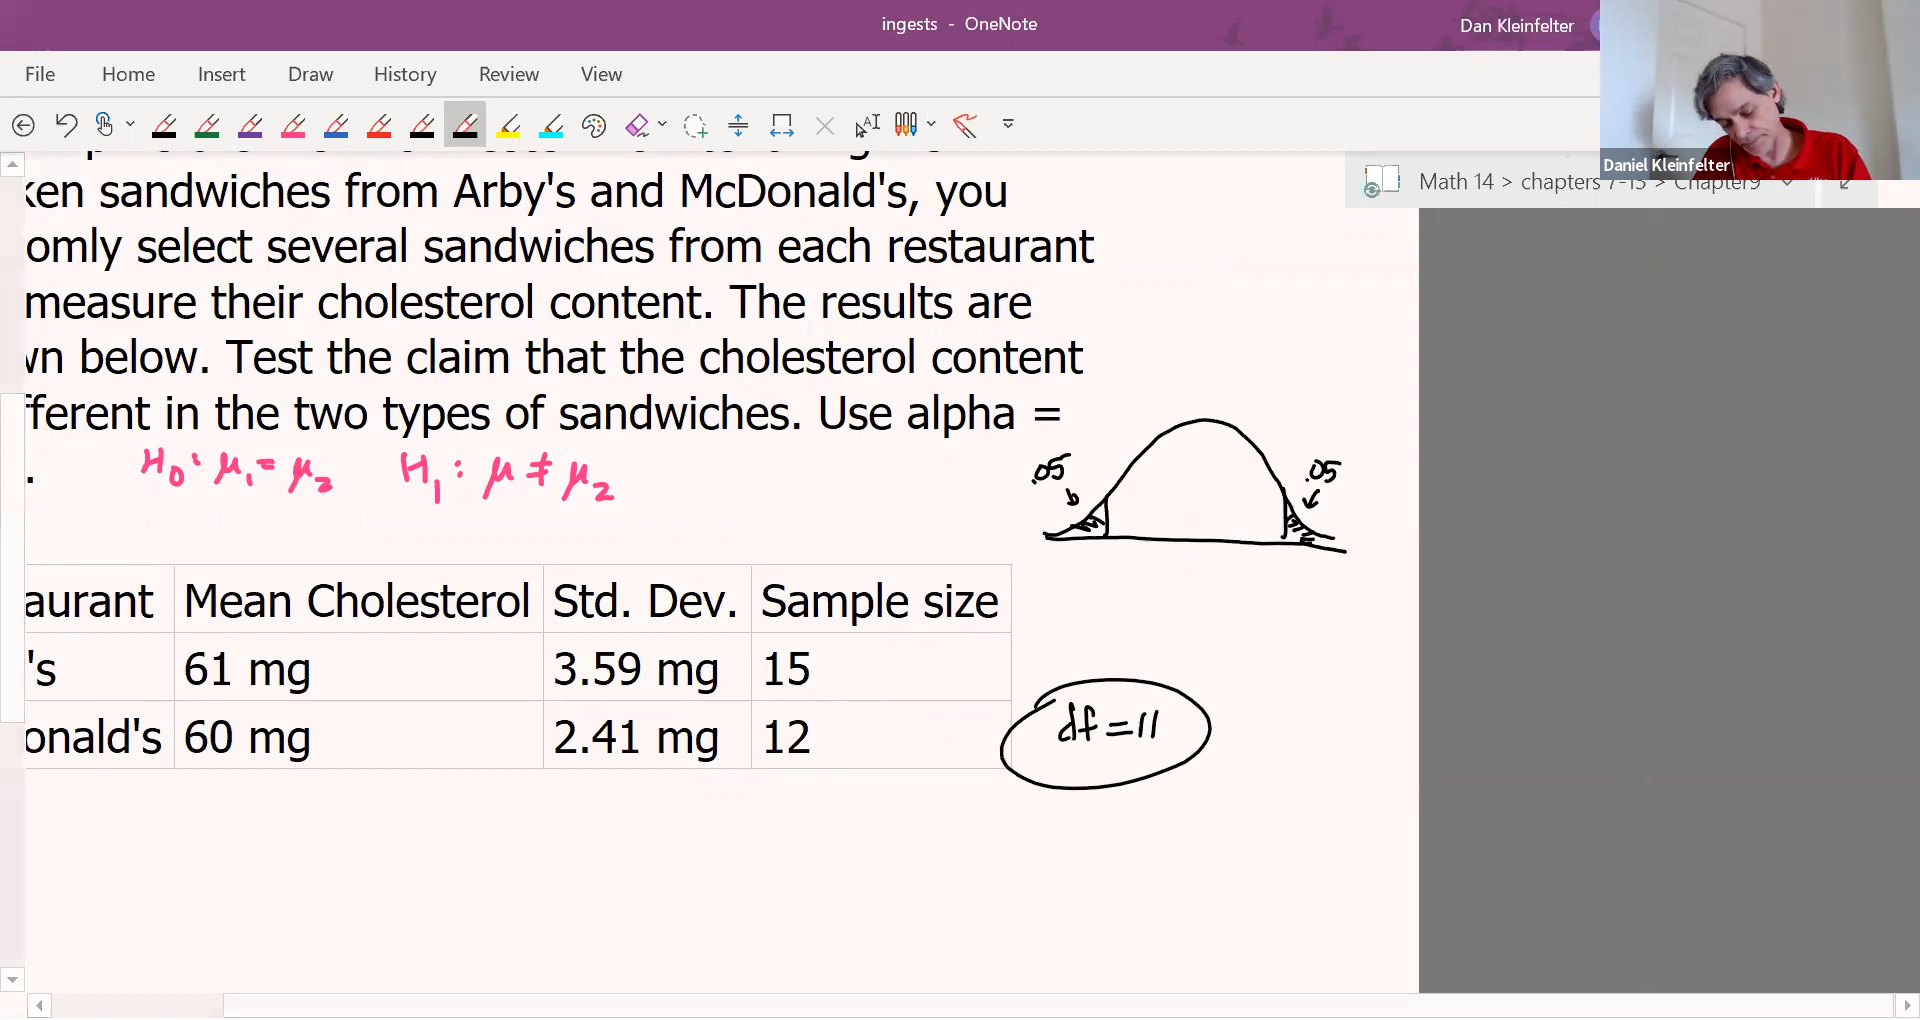 ingests - OneNote
Dan Kleinfelter
File Home Insert Draw History Review View
Daniel Kleinfelter
Math 14 > chapters 7-13 > Chapter9
ken sandwiches from Arby's and McDonald's, you
omly select several sandwiches from each restaurant
measure their cholesterol content. The results are
wn below. Test the claim that the cholesterol content
fferent in the two types of sandwiches. Use alpha =
.
H₀: μ₁ = μ₂ H₁: μ ≠ μ₂
.05 .05
aurant Mean Cholesterol Std. Dev. Sample size
's 61 mg 3.59 mg 15
onald's 60 mg 2.41 mg 12
df = 11